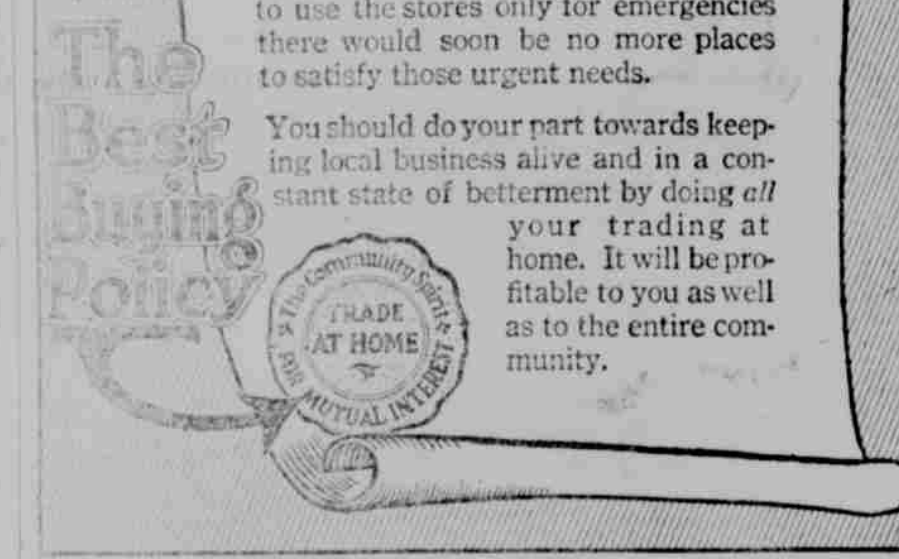 The
Best
Buying
Policy
to use the stores only for emergencies
there would soon be no more places
to satisfy those urgent needs.
You should do your part towards keep-
ing local business alive and in a con-
stant state of betterment by doing all
your trading at
home. It will be pro-
fitable to you as well
as to the entire com-
munity.
The Community Spirit
TRADE
AT HOME
FOR MUTUAL INTEREST